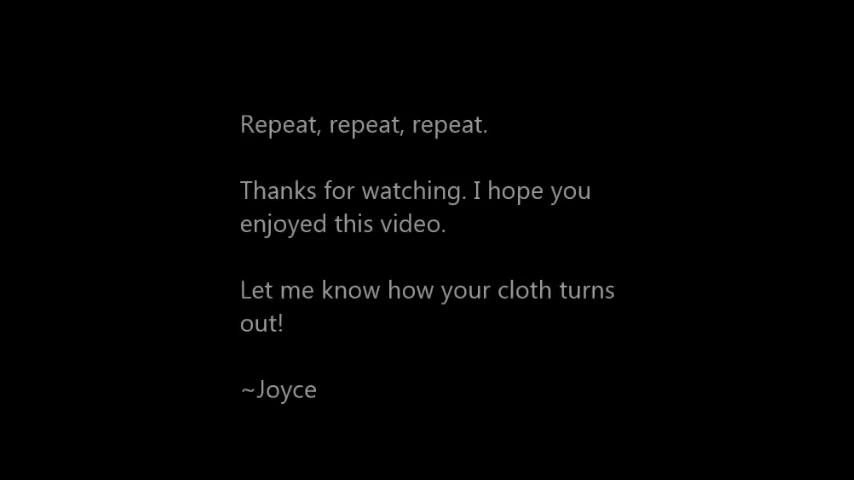 Repeat, repeat, repeat.
Thanks for watching. I hope you
enjoyed this video.
Let me know how your cloth turns
out!
~Joyce